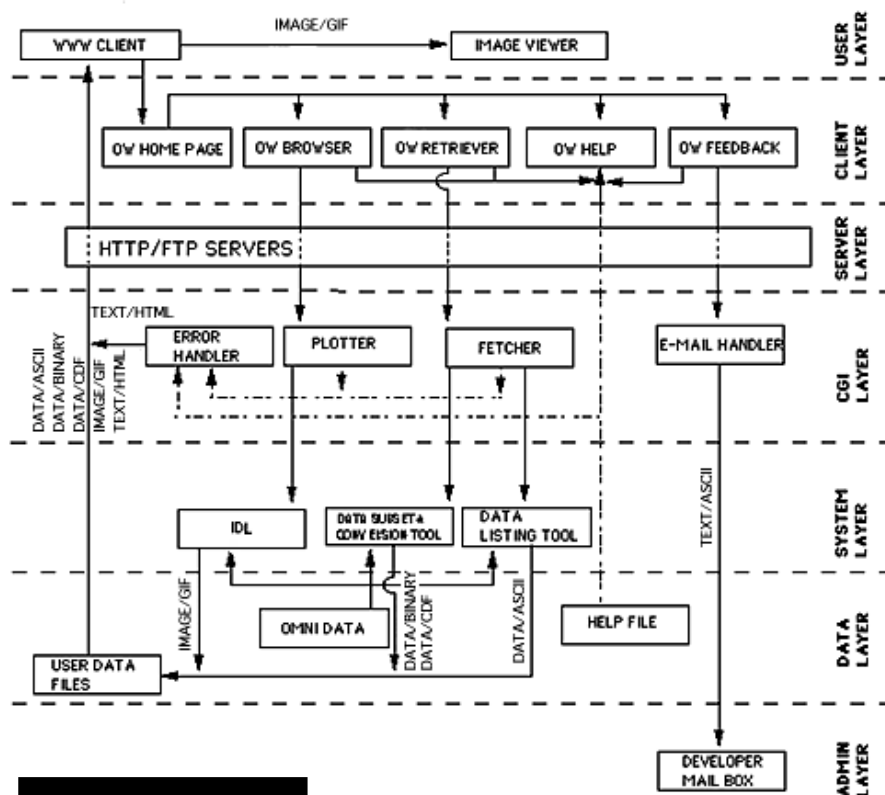 IMAGE/GIF
WWW CLIENT
IMAGE VIEWER
USER
LAYER
OW HOME PAGE
OW BROWSER
OW RETRIEVER
OW HELP
OW FEEDBACK
CLIENT
LAYER
HTTP/FTP SERVERS
SERVER
LAYER
TEXT/HTML
ERROR
HANDLER
PLOTTER
FETCHER
E-MAIL HANDLER
CGI
LAYER
DATA/ASCII
DATA/BINARY
DATA/CDF
IMAGE/GIF
TEXT/HTML
IDL
DATA SUBSET &
CONVERSION TOOL
DATA
LISTING TOOL
TEXT/ASCII
SYSTEM
LAYER
IMAGE/GIF
OMNI DATA
DATA/BINARY
DATA/CDF
DATA/ASCII
HELP FILE
DATA
LAYER
USER DATA
FILES
DEVELOPER
MAIL BOX
ADMIN
LAYER